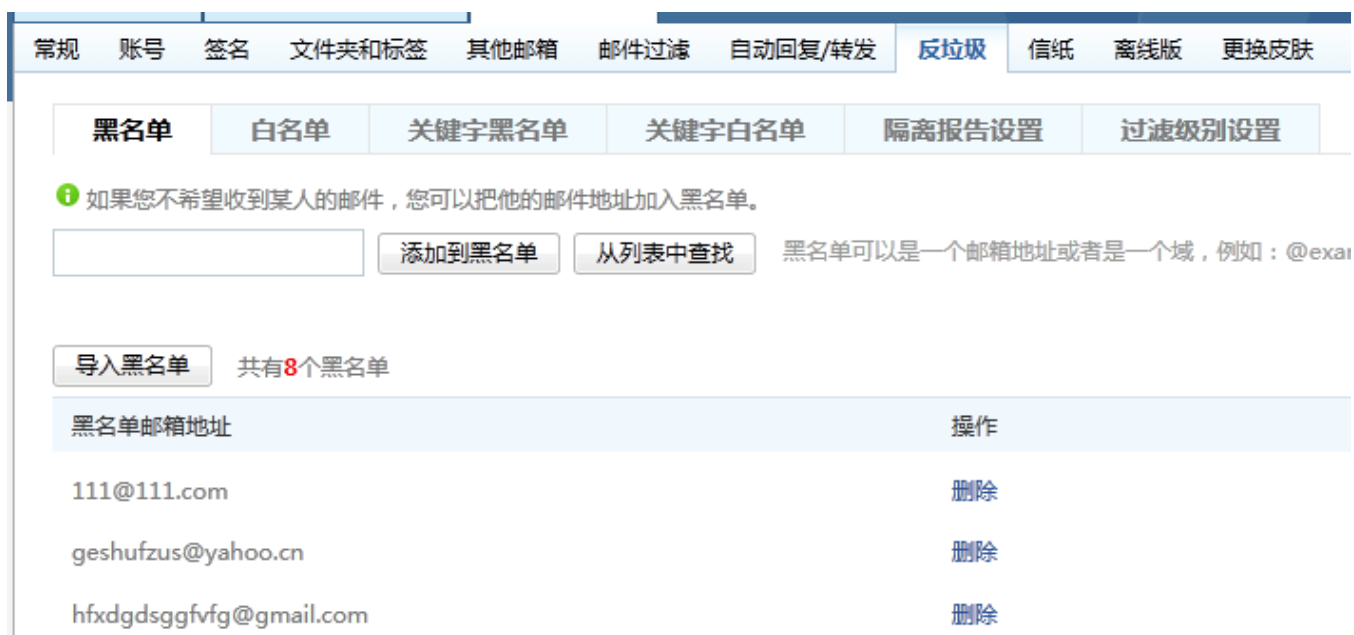 常规 账号 签名 文件夹和标签 其他邮箱 邮件过滤 自动回复/转发 反垃圾 信纸 离线版 更换皮肤
黑名单 白名单 关键字黑名单 关键字白名单 隔离报告设置 过滤级别设置
如果您不希望收到某人的邮件，您可以把他的邮件地址加入黑名单。
添加到黑名单 从列表中查找 黑名单可以是一个邮箱地址或者是一个域，例如：@exa
导入黑名单 共有8个黑名单
黑名单邮箱地址 操作
111@111.com 删除
geshufzus@yahoo.cn 删除
hfxdgdsggfvfg@gmail.com 删除